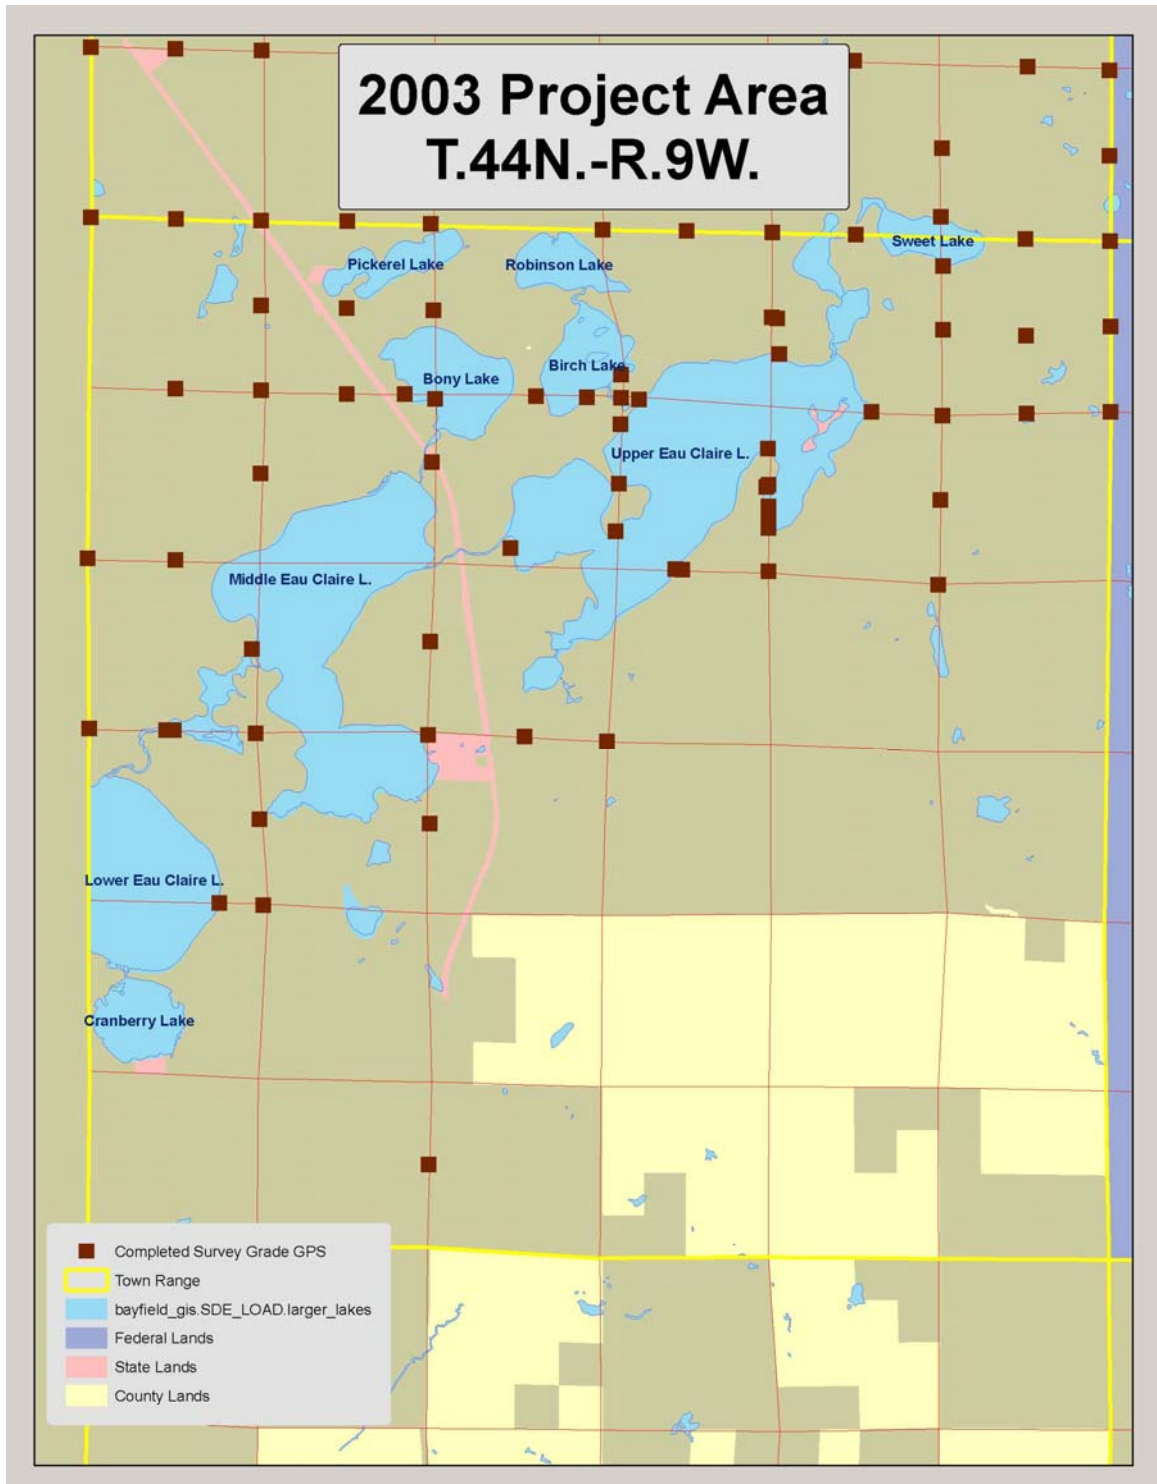 2003 Project Area
T.44N.-R.9W.
Sweet Lake
Pickerel Lake
Robinson Lake
Birch Lake
Bony Lake
Upper Eau Claire L.
Middle Eau Claire L.
Lower Eau Claire L.
Cranberry Lake
Completed Survey Grade GPS
Town Range
bayfield_gis.SDE_LOAD.larger_lakes
Federal Lands
State Lands
County Lands